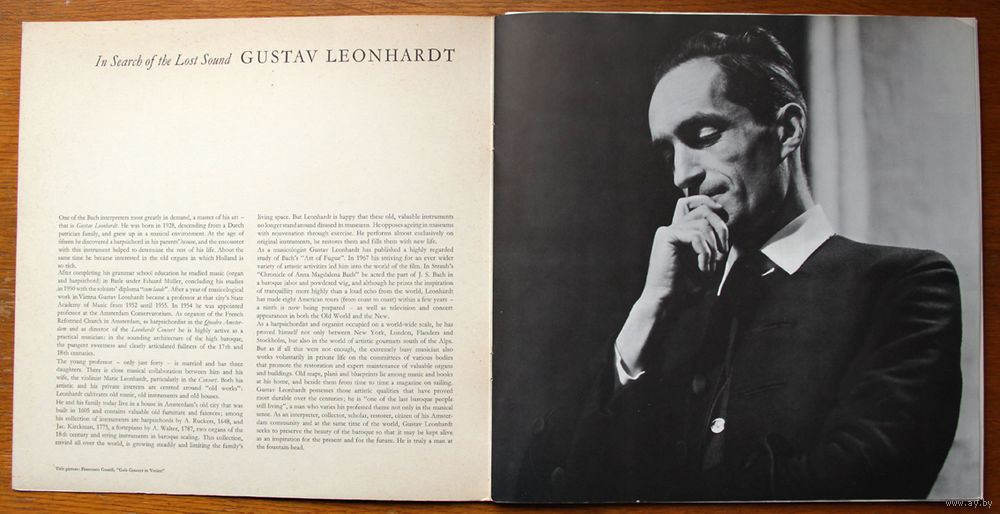 In Search of the Lost Sound GUSTAV LEONHARDT
One of the Bach interpreters most greatly in demand, a master of his art –
that is Gustav Leonhardt. He was born in 1928, descending from a Dutch
patrician family, and grew up in a musical environment. At the age of
fifteen he discovered a harpsichord in his parents' house, and the encounter
with this instrument helped to determine the rest of his life. About the
same time he became interested in the old organs in which Holland is
so rich.
After completing his grammar school education he studied music (organ
and harpsichord) in Basle under Eduard Müller, concluding his studies
in 1950 with the soloists' diploma "cum laude". After a year of musicological
work in Vienna Gustav Leonhardt became a professor at that city's State
Academy of Music from 1952 until 1955. In 1954 he was appointed
professor at the Amsterdam Conservatorium. As organist of the French
Reformed Church in Amsterdam, as harpsichordist in the Quadro Amster-
dam and as director of the Leonhardt Consort he is highly active as a
practical musician: in the sounding architecture of the high baroque,
the pungent sweetness and clearly articulated fullness of the 17th and
18th centuries.
The young professor – only just forty – is married and has three
daughters. There is close musical collaboration between him and his
wife, the violinist Marie Leonhardt, particularly in the Consort. Both his
artistic and his private interests are centred around "old works":
Leonhardt cultivates old music, old instruments and old houses.
He and his family today live in a house in Amsterdam's old city that was
built in 1605 and contains valuable old furniture and faiences; among
his collection of instruments are harpsichords by A. Ruckers, 1648, and
Jac. Kirckman, 1775, a fortepiano by A. Walter, 1787, two organs of the
18th century and string instruments in baroque scaling. This collection,
envied all over the world, is growing steadily and limiting the family's
living space. But Leonhardt is happy that these old, valuable instruments
no longer stand around disused in museums. He opposes ageing in museums
with rejuvenation through exercise. He performs almost exclusively on
original instruments, he restores them and fills them with new life.
As a musicologist Gustav Leonhardt has published a highly regarded
study of Bach's "Art of Fugue". In 1967 his striving for an ever wider
variety of artistic activities led him into the world of the film. In Straub's
"Chronicle of Anna Magdalena Bach" he acted the part of J. S. Bach in
a baroque jabot and powdered wig, and although he prizes the inspiration
of tranquillity more highly than a loud echo from the world, Leonhardt
has made eight American tours (from coast to coast) within a few years –
a ninth is now being prepared – as well as television and concert
appearances in both the Old World and the New.
As a harpsichordist and organist occupied on a world-wide scale, he has
proved himself not only between New York, London, Flanders and
Stockholm, but also in the world of artistic gourmets south of the Alps.
But as if all this were not enough, the extremely busy musician also
works voluntarily in private life on the committees of various bodies
that promote the restoration and expert maintenance of valuable organs
and buildings. Old maps, plans and blueprints lie among music and books
at his home, and beside them from time to time a magazine on sailing.
Gustav Leonhardt possesses those artistic qualities that have proved
most durable over the centuries; he is "one of the last baroque people
still living", a man who varies his professed theme not only in the musical
sense. As an interpreter, collector, scholar, restorer, citizen of his Amster-
dam community and at the same time of the world, Gustav Leonhardt
seeks to preserve the beauty of the baroque so that it may be kept alive
as an inspiration for the present and for the future. He is truly a man at
the fountain-head.
Title picture: Francesco Guardi, "Gala Concert in Venice"
www.ay.by